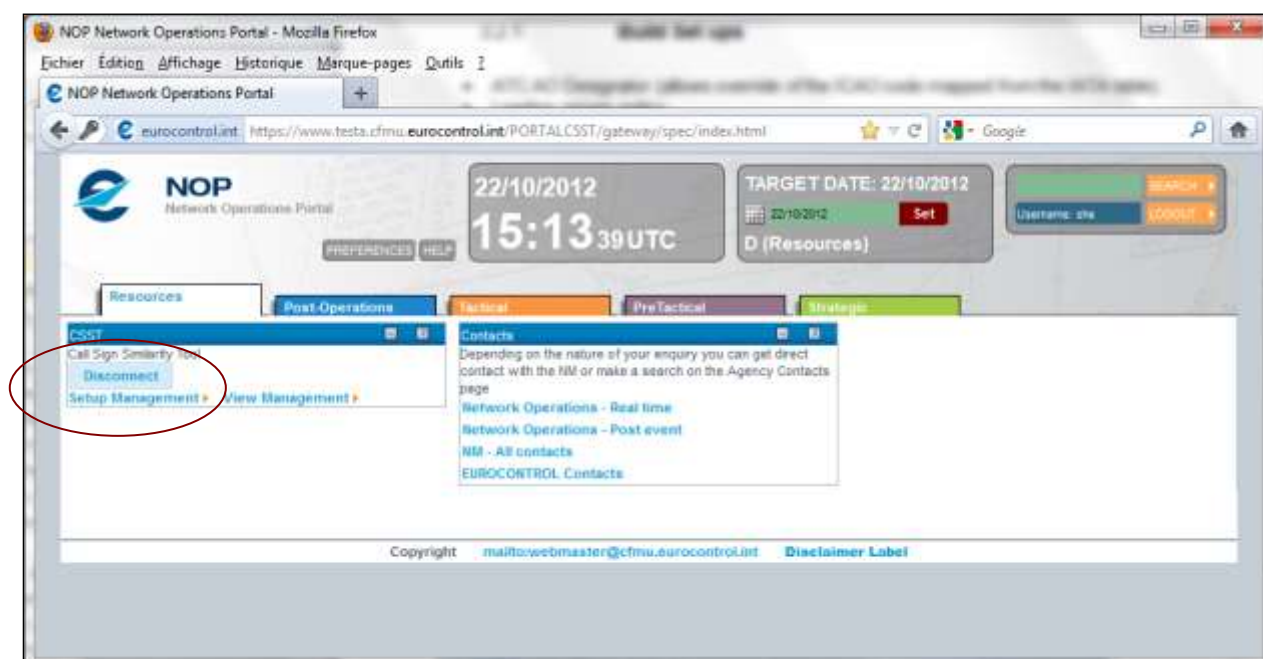 NOP Network Operations Portal - Mozilla Firefox
Fichier Édition Affichage Historique Marque-pages Outils ?
NOP Network Operations Portal +
eurocontrol.int https://www.testa.cfmu.eurocontrol.int/PORTALCSST/gateway/spec/index.html Google
NOP
Network Operations Portal
PREFERENCES HELP
22/10/2012
15:13 39 UTC
TARGET DATE: 22/10/2012
22/10/2012 Set
D (Resources)
SEARCH
Username: LOGOUT
Resources Post-Operations Tactical PreTactical Strategic
CSST
Call Sign Similarity Tool
Disconnect
Setup Management View Management
Contacts
Depending on the nature of your enquiry you can get direct
contact with the NM or make a search on the Agency Contacts
page
Network Operations - Real time
Network Operations - Post event
NM - All contacts
EUROCONTROL Contacts
Copyright mailto:webmaster@cfmu.eurocontrol.int Disclaimer Label